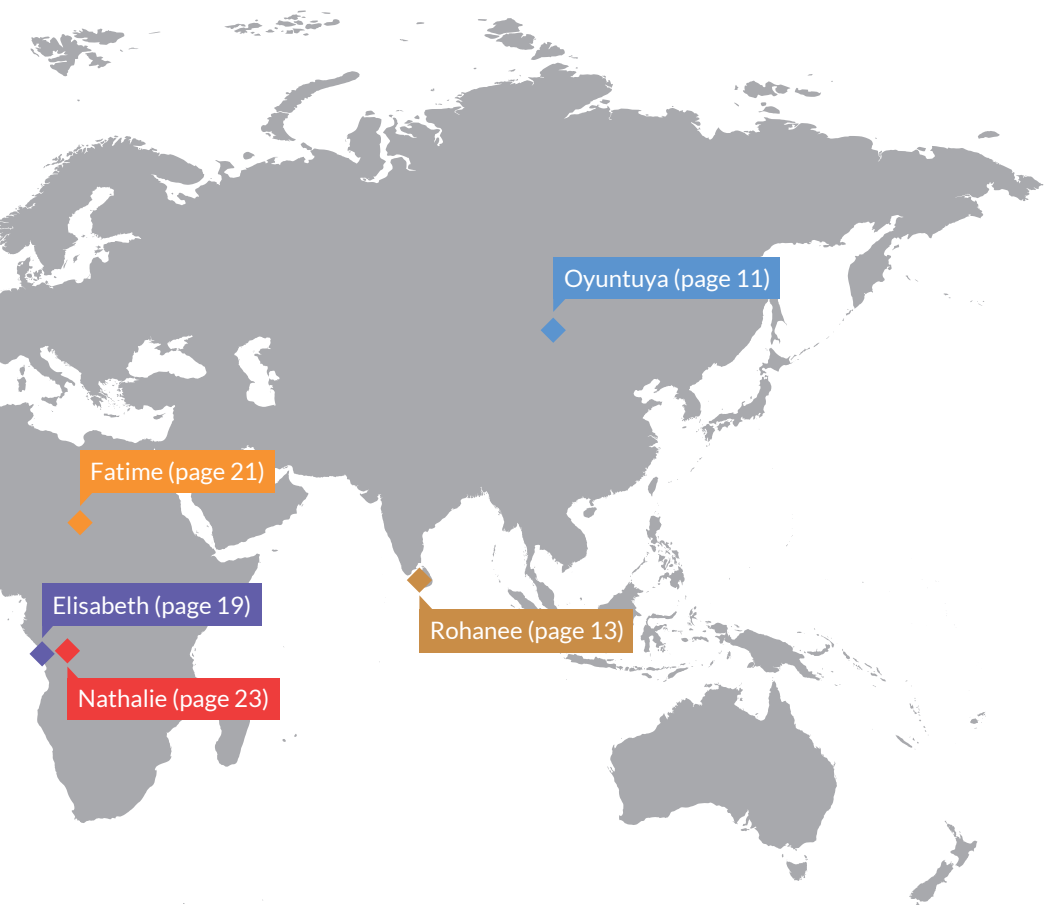 Oyuntuya (page 11)
Fatime (page 21)
Elisabeth (page 19)
Rohanee (page 13)
Nathalie (page 23)